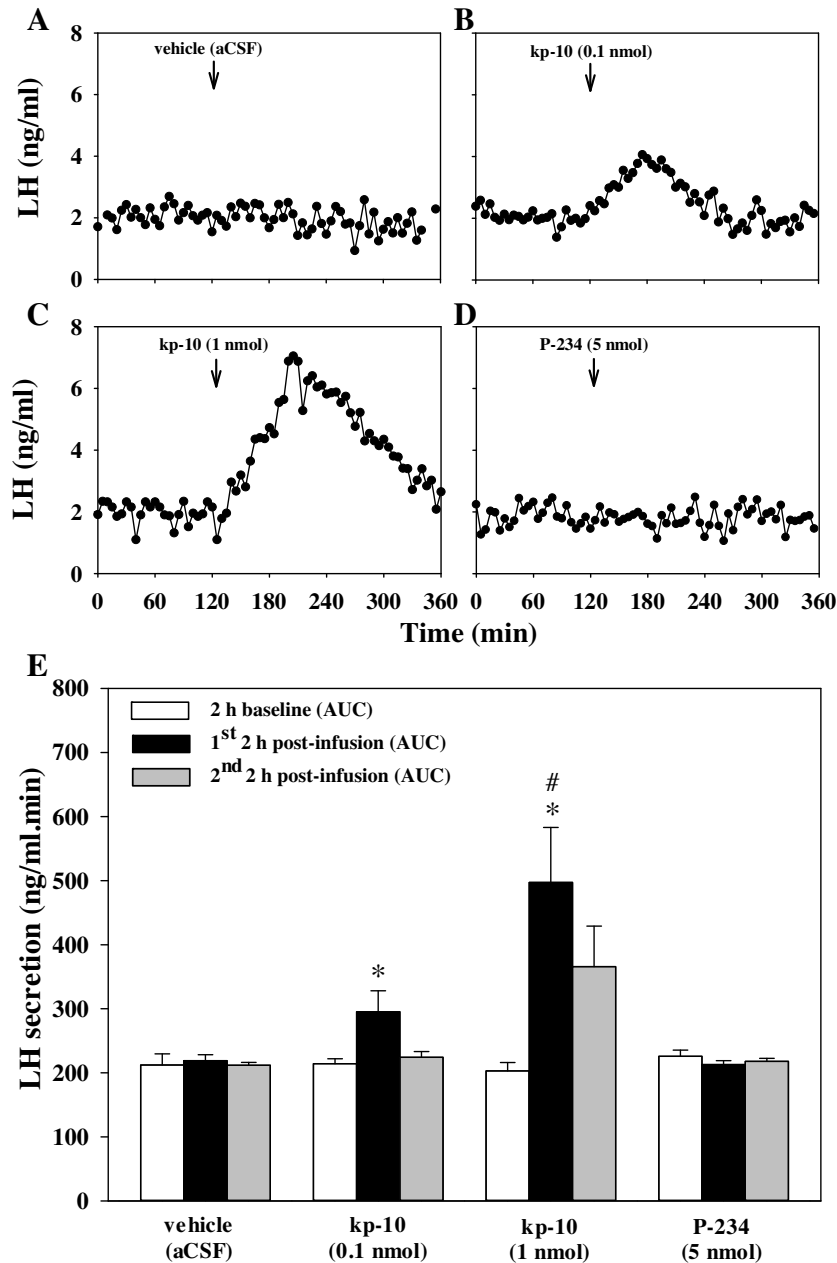 A
vehicle (aCSF)
B
kp-10 (0.1 nmol)
LH (ng/ml)
8
6
4
2
0
C
kp-10 (1 nmol)
D
P-234 (5 nmol)
LH (ng/ml)
8
6
4
2
0
0 60 120 180 240 300 360
0 60 120 180 240 300 360
Time (min)
E
LH secretion (ng/ml.min)
800
700
600
500
400
300
200
100
0
2 h baseline (AUC)
1st 2 h post-infusion (AUC)
2nd 2 h post-infusion (AUC)
*
#
*
vehicle
(aCSF)
kp-10
(0.1 nmol)
kp-10
(1 nmol)
P-234
(5 nmol)